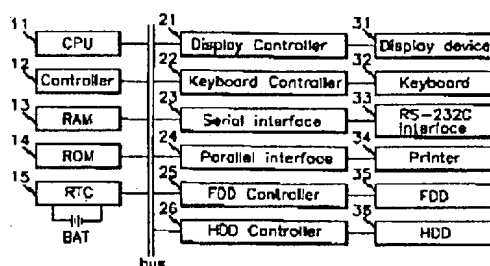 11 21 31
CPU Display Controller Display device
12 22 32
Controller Keyboard Controller Keyboard
13 23 33
RAM Serial interface RS-232C interface
14 24 34
ROM Parallel interface Printer
15 25 35
RTC FDD Controller FDD
26 36
BAT HDD Controller HDD
bus